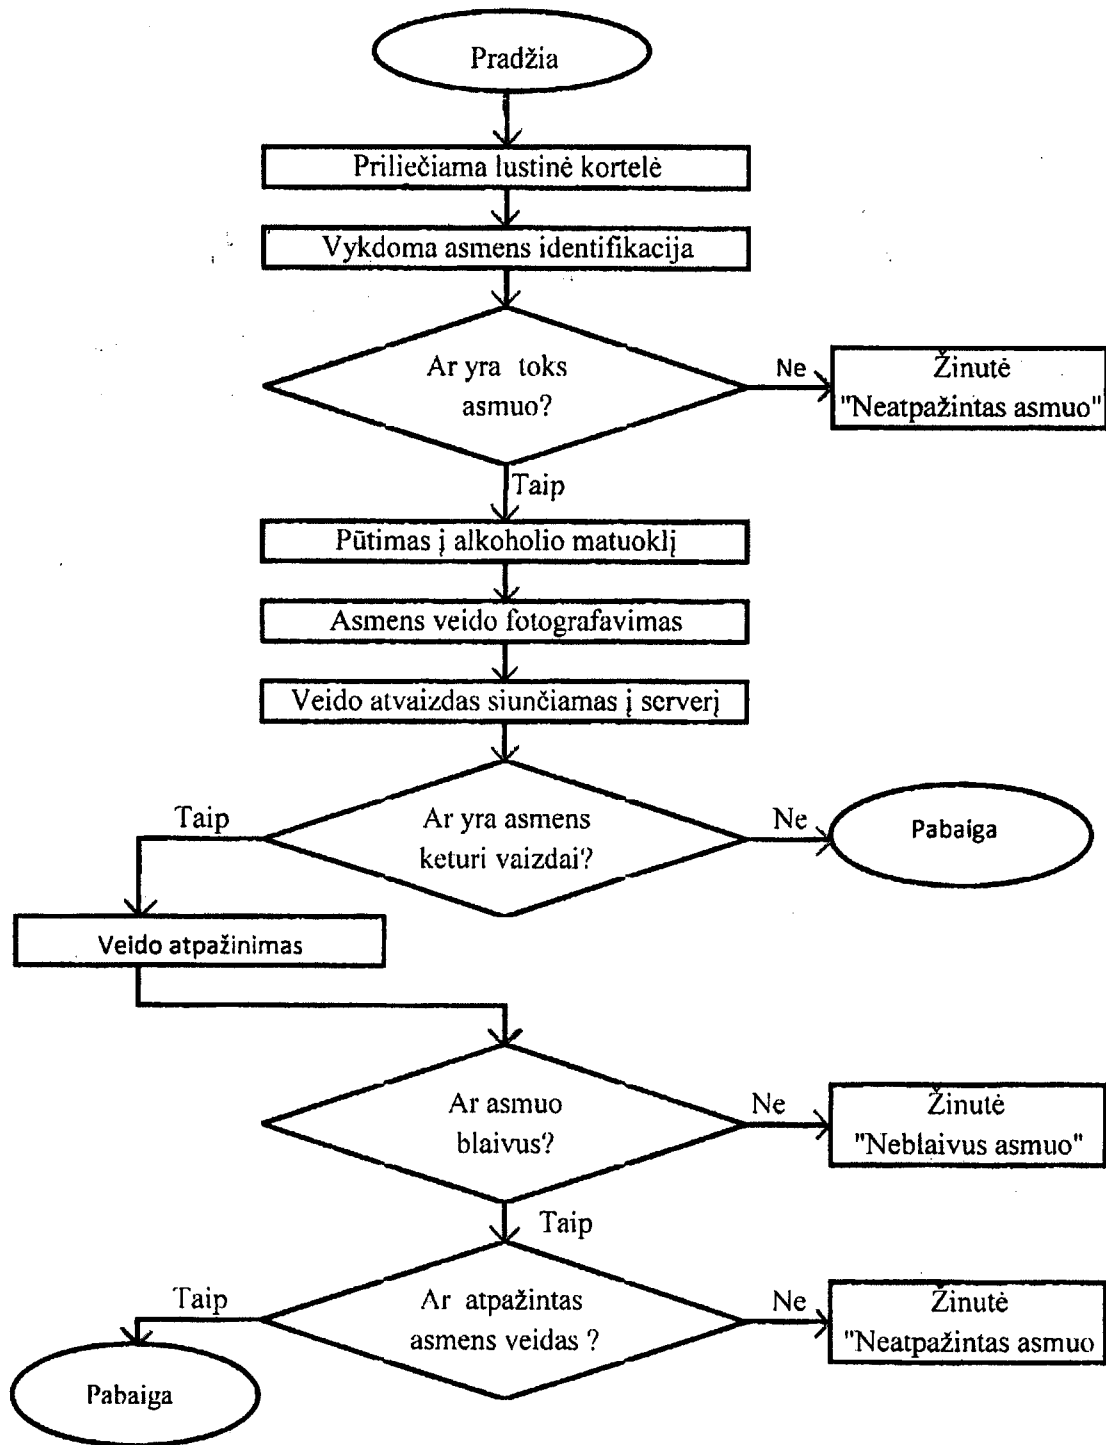 Pradžia
Priliečiama lustinė kortelė
Vykdoma asmens identifikacija
Ar yra toks
asmuo?
Ne
Žinutė
"Neatpažintas asmuo"
Taip
Pūtimas į alkoholio matuoklį
Asmens veido fotografavimas
Veido atvaizdas siunčiamas į serverį
Taip
Ar yra asmens
keturi vaizdai?
Ne
Pabaiga
Veido atpažinimas
Ar asmuo
blaivus?
Ne
Žinutė
"Neblaivus asmuo"
Taip
Taip
Ar atpažintas
asmens veidas ?
Ne
Žinutė
"Neatpažintas asmuo
Pabaiga